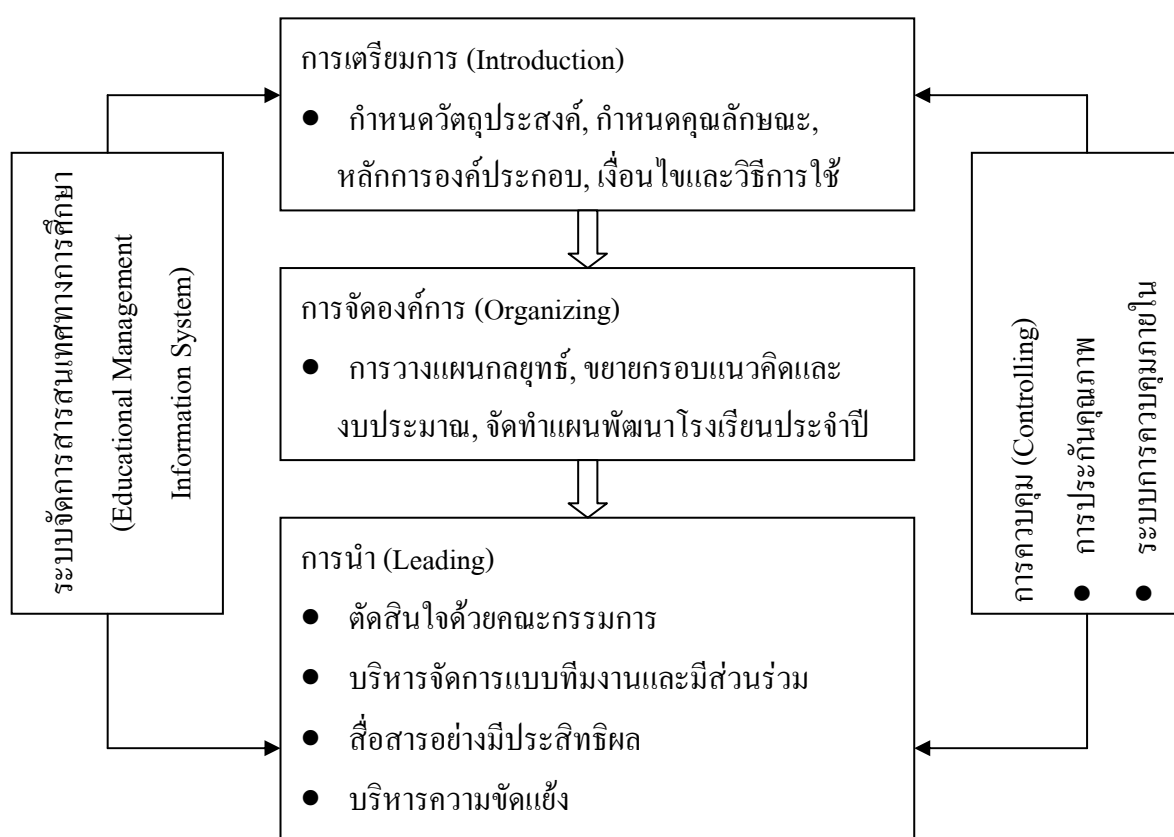 การเตรียมการ (Introduction)
● กำหนดวัตถุประสงค์, กำหนดคุณลักษณะ,
หลักการองค์ประกอบ, เงื่อนไขและวิธีการใช้
ระบบจัดการสารสนเทศทางการศึกษา
(Educational Management
Information System)
การจัดองค์การ (Organizing)
● การวางแผนกลยุทธ์, ขยายกรอบแนวคิดและ
งบประมาณ, จัดทำแผนพัฒนาโรงเรียนประจำปี
การควบคุม (Controlling)
● การประกันคุณภาพ
● ระบบการควบคุมภายใน
การนำ (Leading)
● ตัดสินใจด้วยคณะกรรมการ
● บริหารจัดการแบบทีมงานและมีส่วนร่วม
● สื่อสารอย่างมีประสิทธิผล
● บริหารความขัดแย้ง